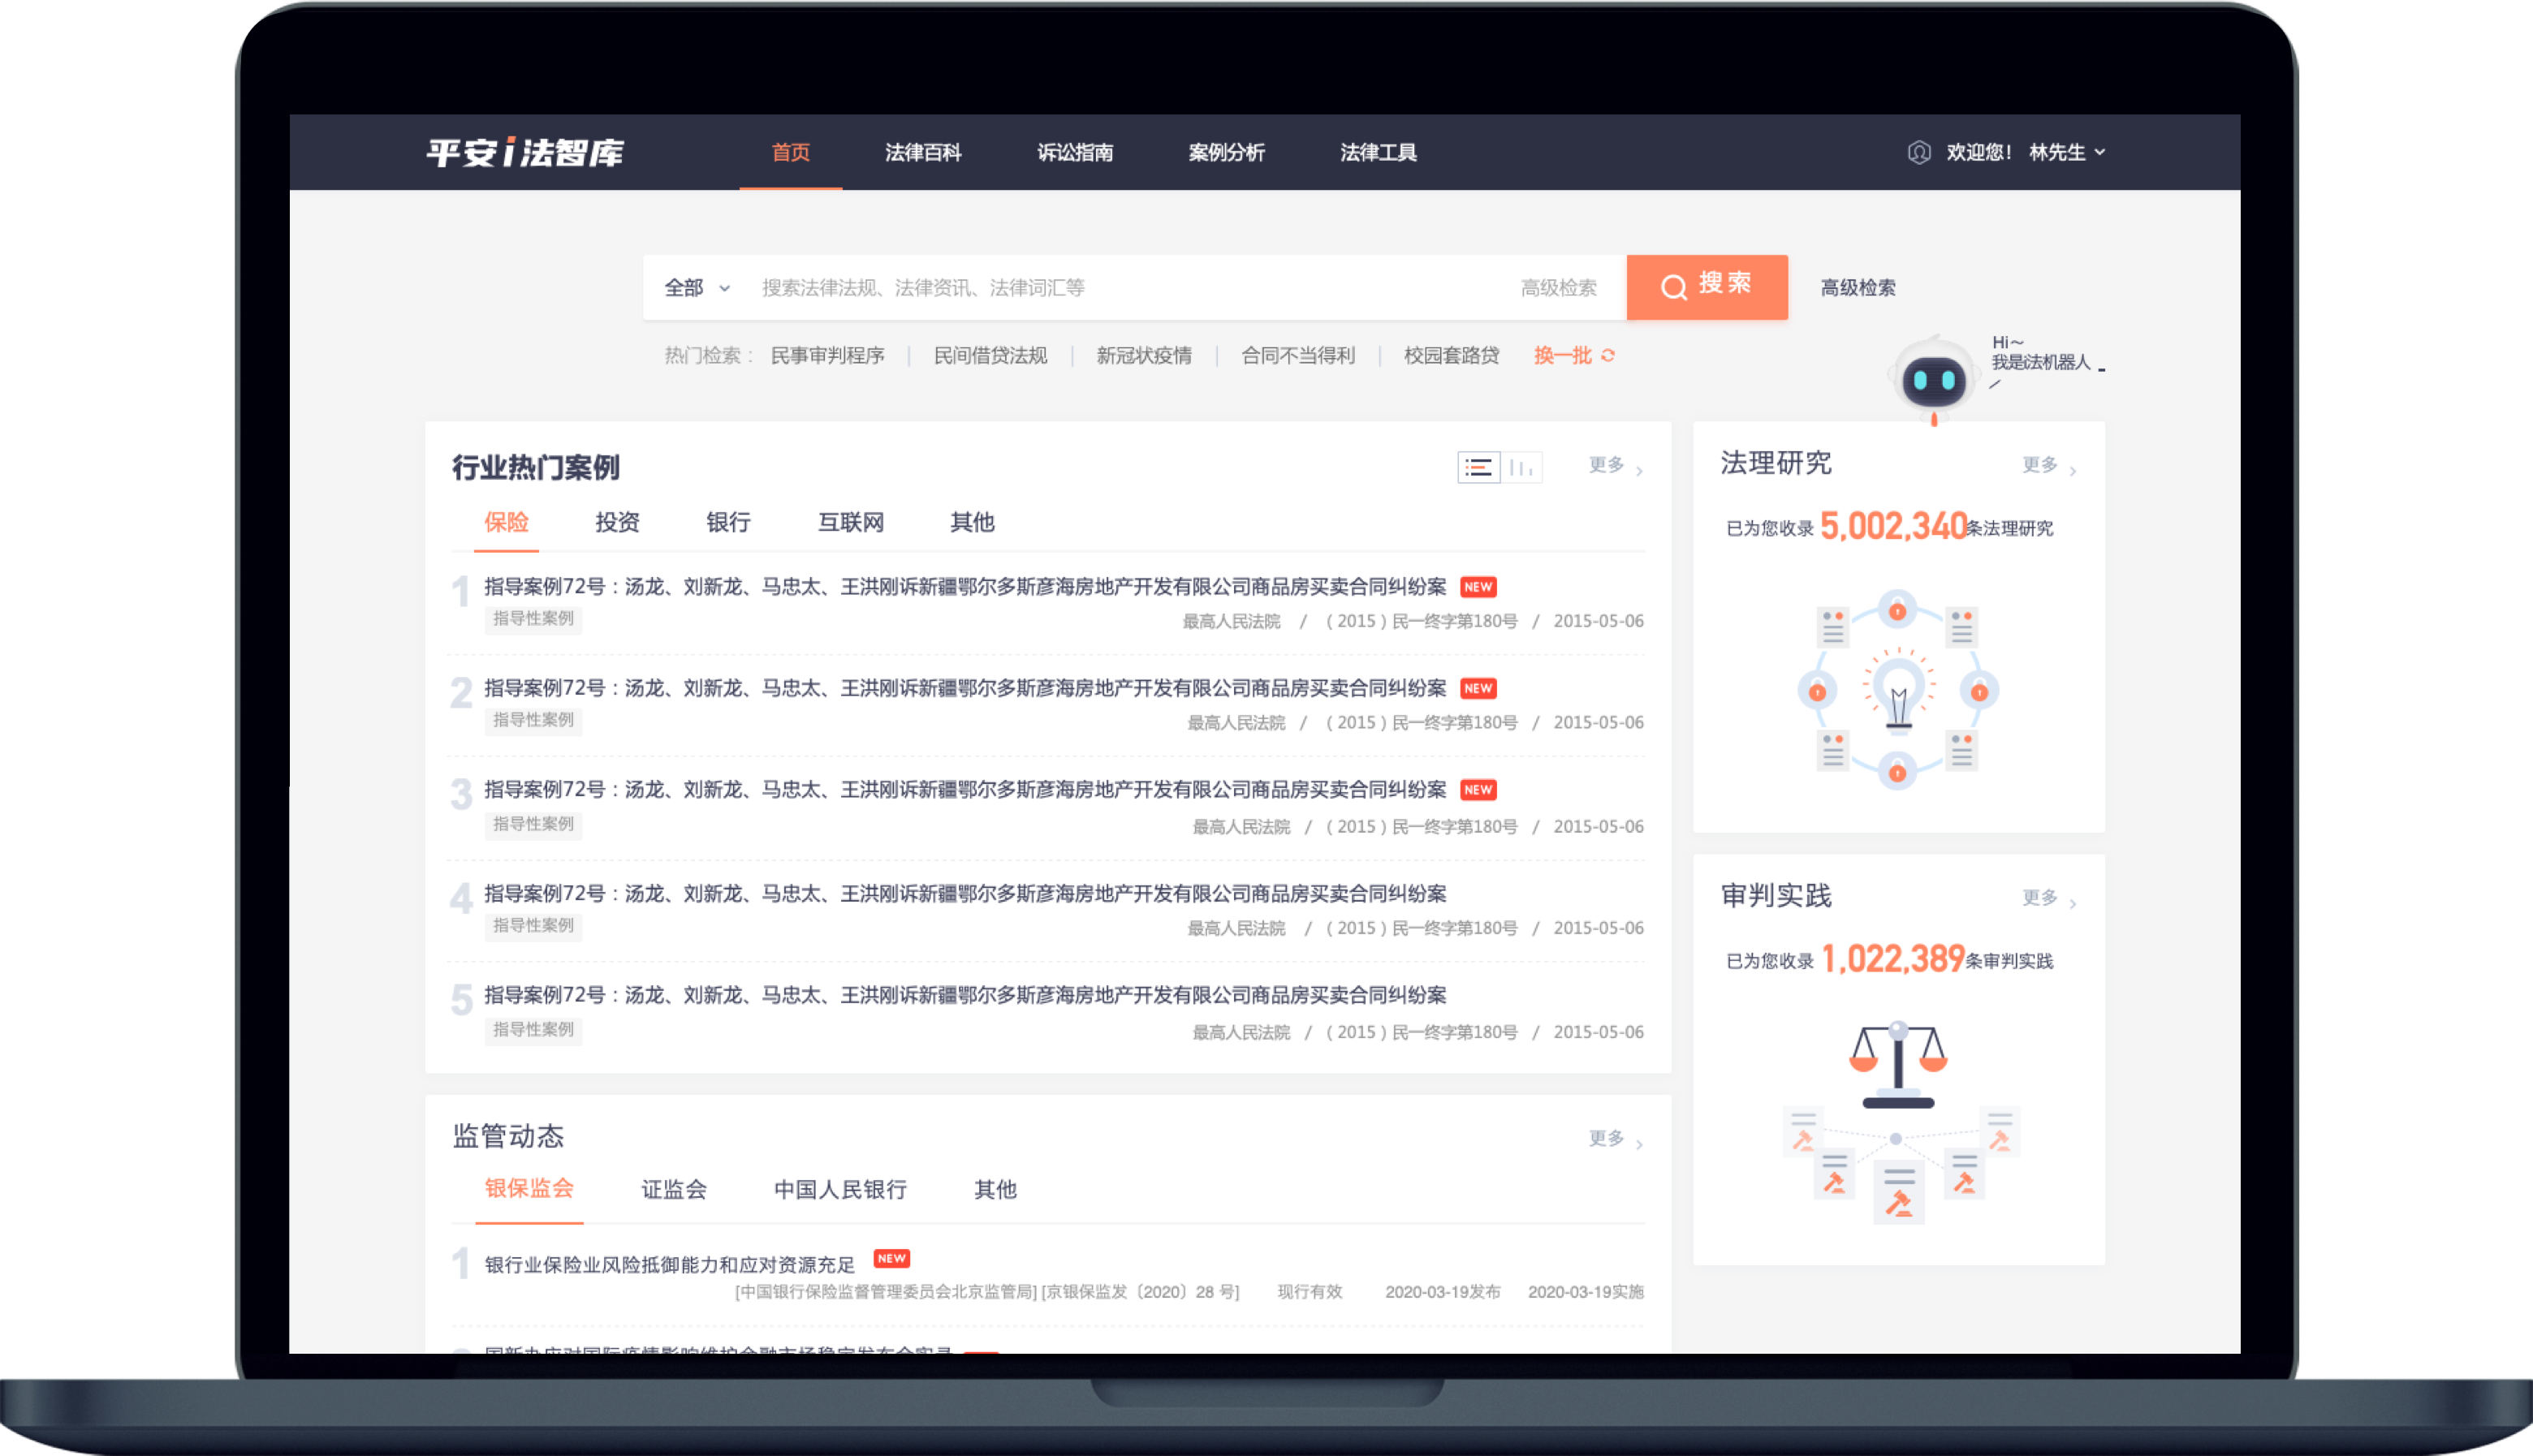 平安i法智库 首页 法律百科 诉讼指南 案例分析 法律工具 欢迎您！ 林先生
全部 搜索法律法规、法律资讯、法律词汇等 高级检索 搜索 高级检索
热门检索： 民事审判程序 民间借贷法规 新冠状疫情 合同不当得利 校园套路贷 换一批
Hi～
我是i法机器人
行业热门案例 更多
保险 投资 银行 互联网 其他
1 指导案例72号：汤龙、刘新龙、马忠太、王洪刚诉新疆鄂尔多斯彦海房地产开发有限公司商品房买卖合同纠纷案 NEW
指导性案例 最高人民法院 / （2015）民一终字第180号 / 2015-05-06
2 指导案例72号：汤龙、刘新龙、马忠太、王洪刚诉新疆鄂尔多斯彦海房地产开发有限公司商品房买卖合同纠纷案 NEW
指导性案例 最高人民法院 / （2015）民一终字第180号 / 2015-05-06
3 指导案例72号：汤龙、刘新龙、马忠太、王洪刚诉新疆鄂尔多斯彦海房地产开发有限公司商品房买卖合同纠纷案 NEW
指导性案例 最高人民法院 / （2015）民一终字第180号 / 2015-05-06
4 指导案例72号：汤龙、刘新龙、马忠太、王洪刚诉新疆鄂尔多斯彦海房地产开发有限公司商品房买卖合同纠纷案
指导性案例 最高人民法院 / （2015）民一终字第180号 / 2015-05-06
5 指导案例72号：汤龙、刘新龙、马忠太、王洪刚诉新疆鄂尔多斯彦海房地产开发有限公司商品房买卖合同纠纷案
指导性案例 最高人民法院 / （2015）民一终字第180号 / 2015-05-06
监管动态 更多
银保监会 证监会 中国人民银行 其他
1 银行业保险业风险抵御能力和应对资源充足 NEW
[中国银行保险监督管理委员会北京监管局] [京银保监发〔2020〕28 号] 现行有效 2020-03-19发布 2020-03-19实施
法理研究 更多
已为您收录 5,002,340条法理研究
审判实践 更多
已为您收录 1,022,389条审判实践